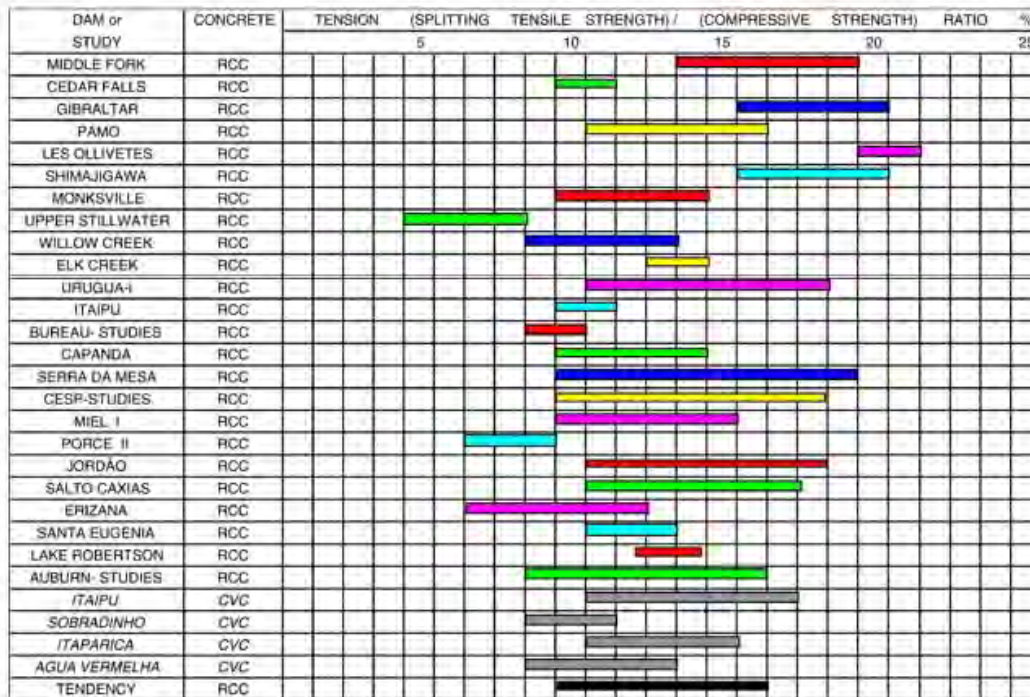 DAM or CONCRETE TENSION (SPLITTING TENSILE STRENGTH) / (COMPRESSIVE STRENGTH) RATIO %
STUDY 5 10 15 20 25
MIDDLE FORK RCC
CEDAR FALLS RCC
GIBRALTAR RCC
PAMO RCC
LES OLLIVETES RCC
SHIMAJIGAWA RCC
MONKSVILLE RCC
UPPER STILLWATER RCC
WILLOW CREEK RCC
ELK CREEK RCC
URUGUA-I RCC
ITAIPU RCC
BUREAU- STUDIES RCC
CAPANDA RCC
SERRA DA MESA RCC
CESP-STUDIES RCC
MIEL I RCC
PORCE II RCC
JORDÃO RCC
SALTO CAXIAS RCC
ERIZANA RCC
SANTA EUGENIA RCC
LAKE ROBERTSON RCC
AUBURN- STUDIES RCC
ITAIPU CVC
SOBRADINHO CVC
ITAPARICA CVC
AGUA VERMELHA CVC
TENDENCY RCC